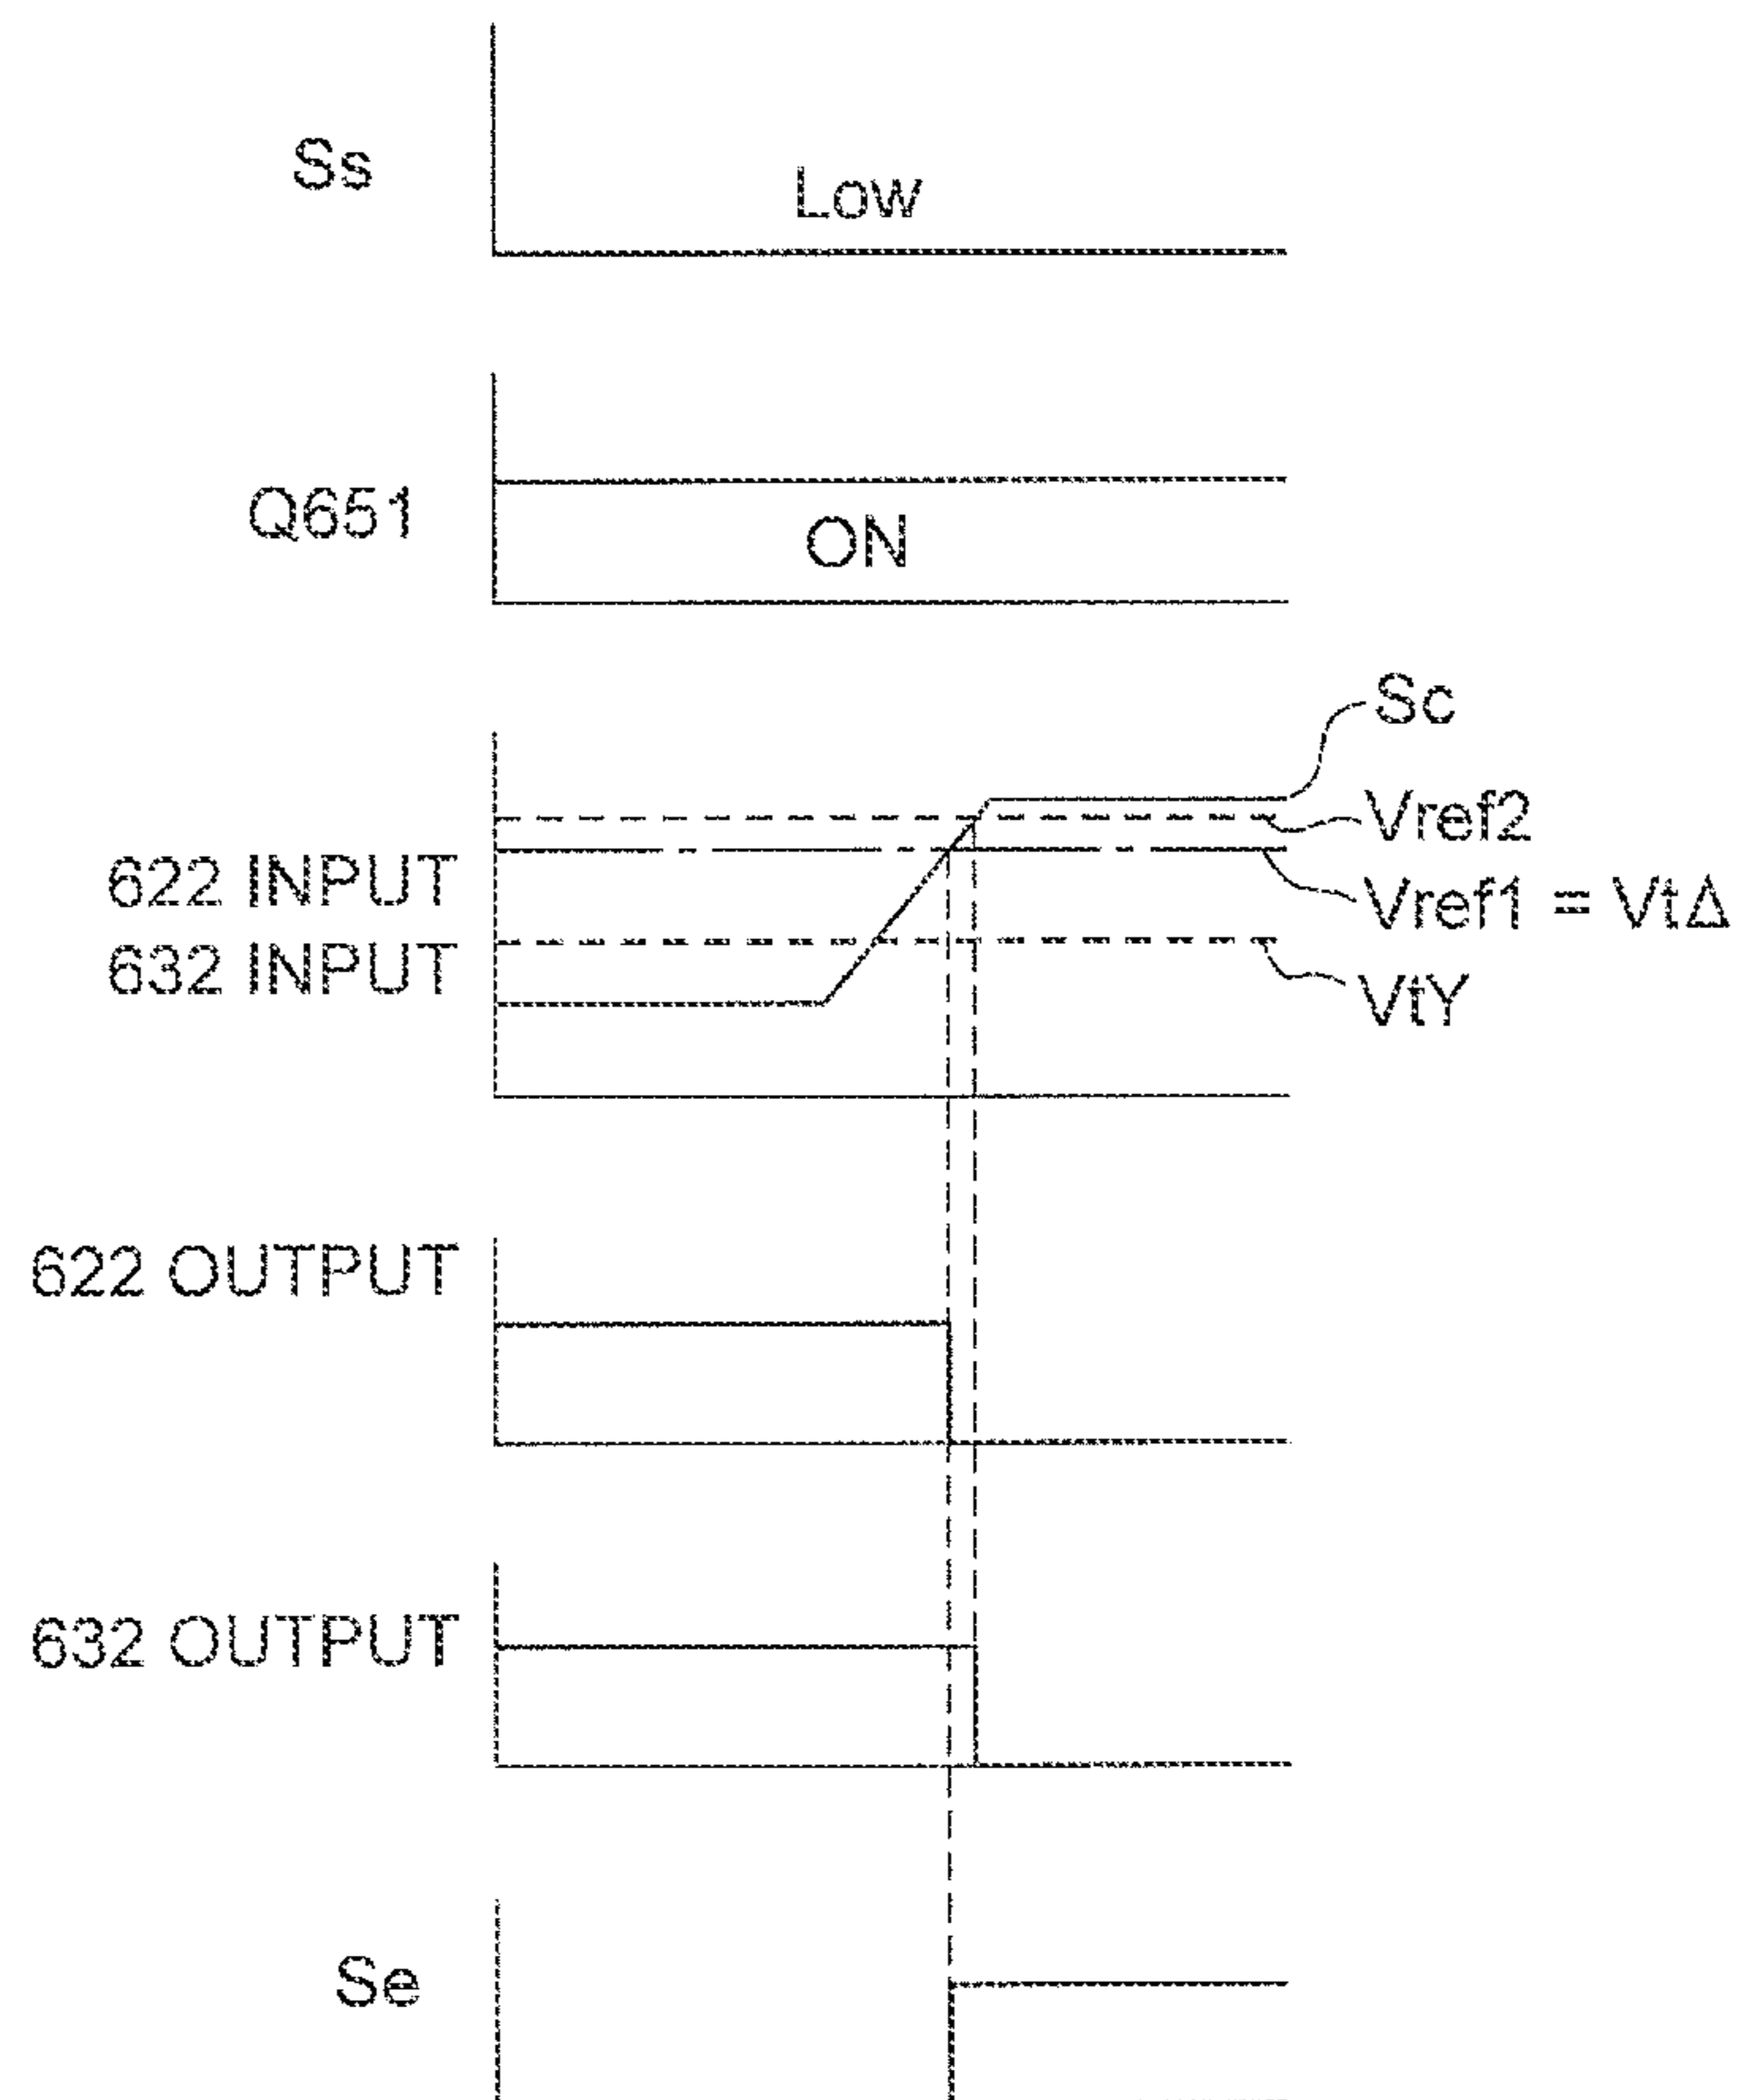 Ss
Low
Q651
ON
Sc
Vref2
622 INPUT
Vref1 = VtΔ
632 INPUT
VtY
622 OUTPUT
632 OUTPUT
Se